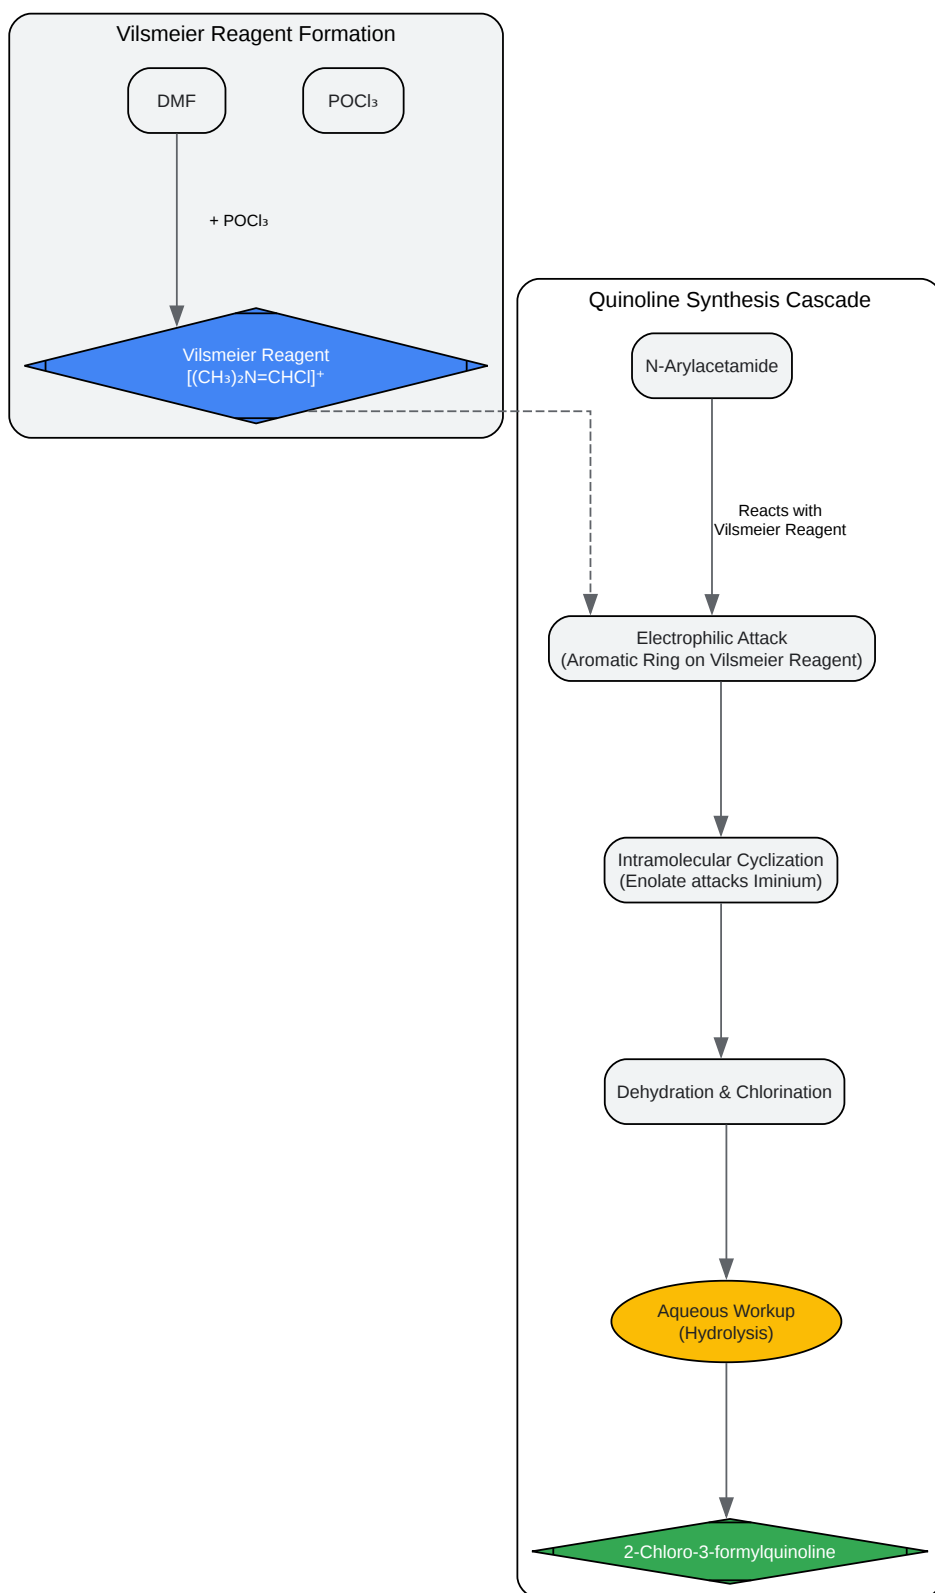 Vilsmeier Reagent Formation
DMF
POCl₃
+ POCl₃
Vilsmeier Reagent
[(CH₃)₂N=CHCl]⁺
Quinoline Synthesis Cascade
N-Arylacetamide
Reacts with
Vilsmeier Reagent
Electrophilic Attack
(Aromatic Ring on Vilsmeier Reagent)
Intramolecular Cyclization
(Enolate attacks Iminium)
Dehydration & Chlorination
Aqueous Workup
(Hydrolysis)
2-Chloro-3-formylquinoline